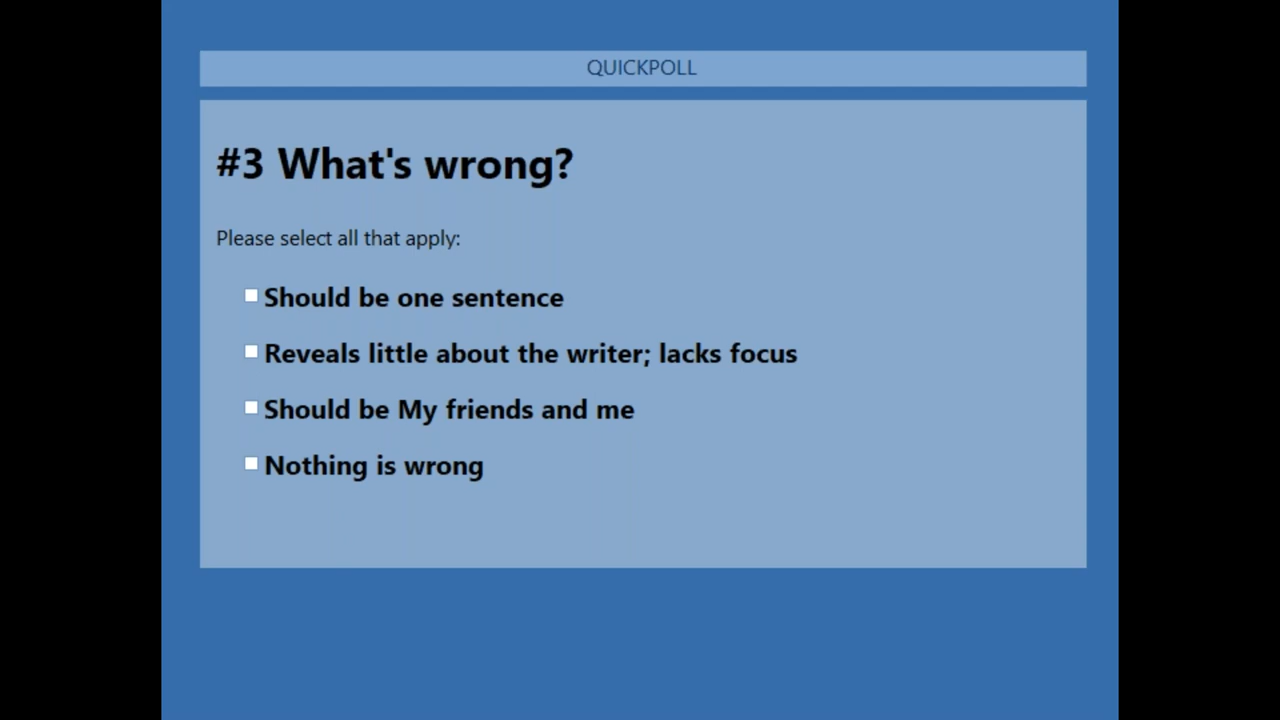 QUICKPOLL
#3 What's wrong?
Please select all that apply:
Should be one sentence
Reveals little about the writer; lacks focus
Should be My friends and me
Nothing is wrong